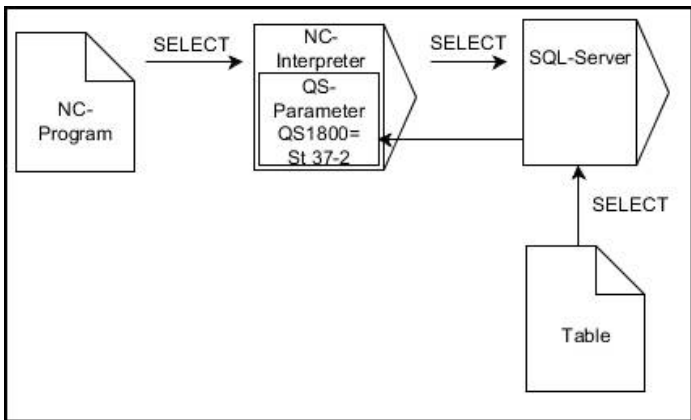 NC-
Program
SELECT
NC-
Interpreter
QS-
Parameter
QS1800=
St 37-2
SELECT
SQL-Server
SELECT
Table